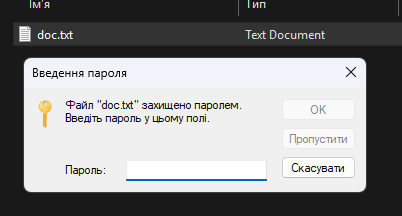 Ім'я Тип
doc.txt Text Document
Введення пароля
Файл "doc.txt" захищено паролем.
Введіть пароль у цьому полі.
OK
Пропустити
Пароль:
Скасувати